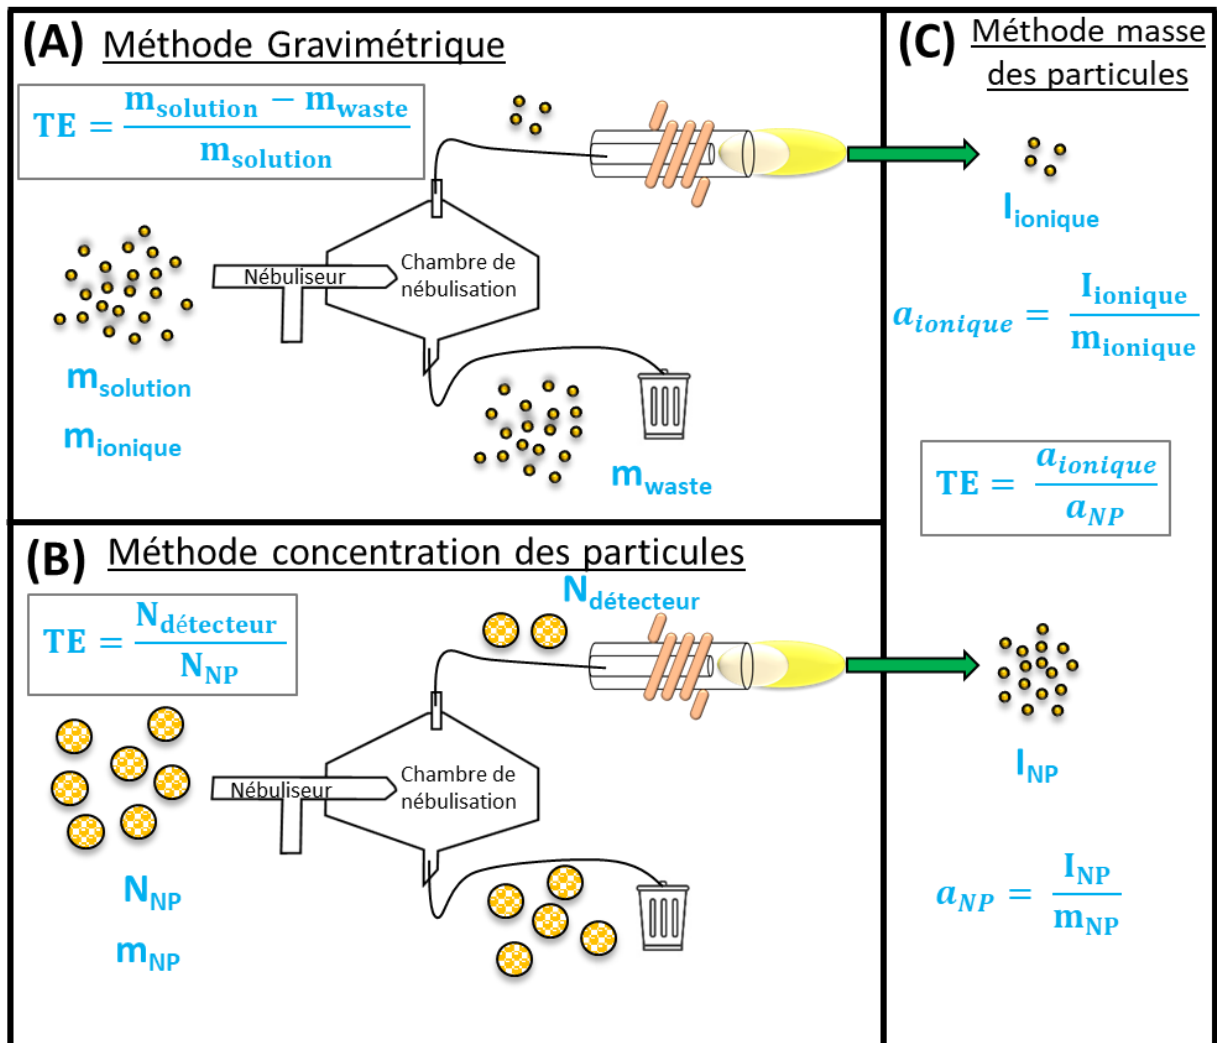 (A) Méthode Gravimétrique
TE = (m_solution − m_waste) / m_solution
Nébuliseur
Chambre de
nébulisation
m_solution
m_ionique
m_waste
(B) Méthode concentration des particules
TE = N_détecteur / N_NP
N_détecteur
Nébuliseur
Chambre de
nébulisation
N_NP
m_NP
(C) Méthode masse
des particules
I_ionique
a_ionique = I_ionique / m_ionique
TE = a_ionique / a_NP
I_NP
a_NP = I_NP / m_NP